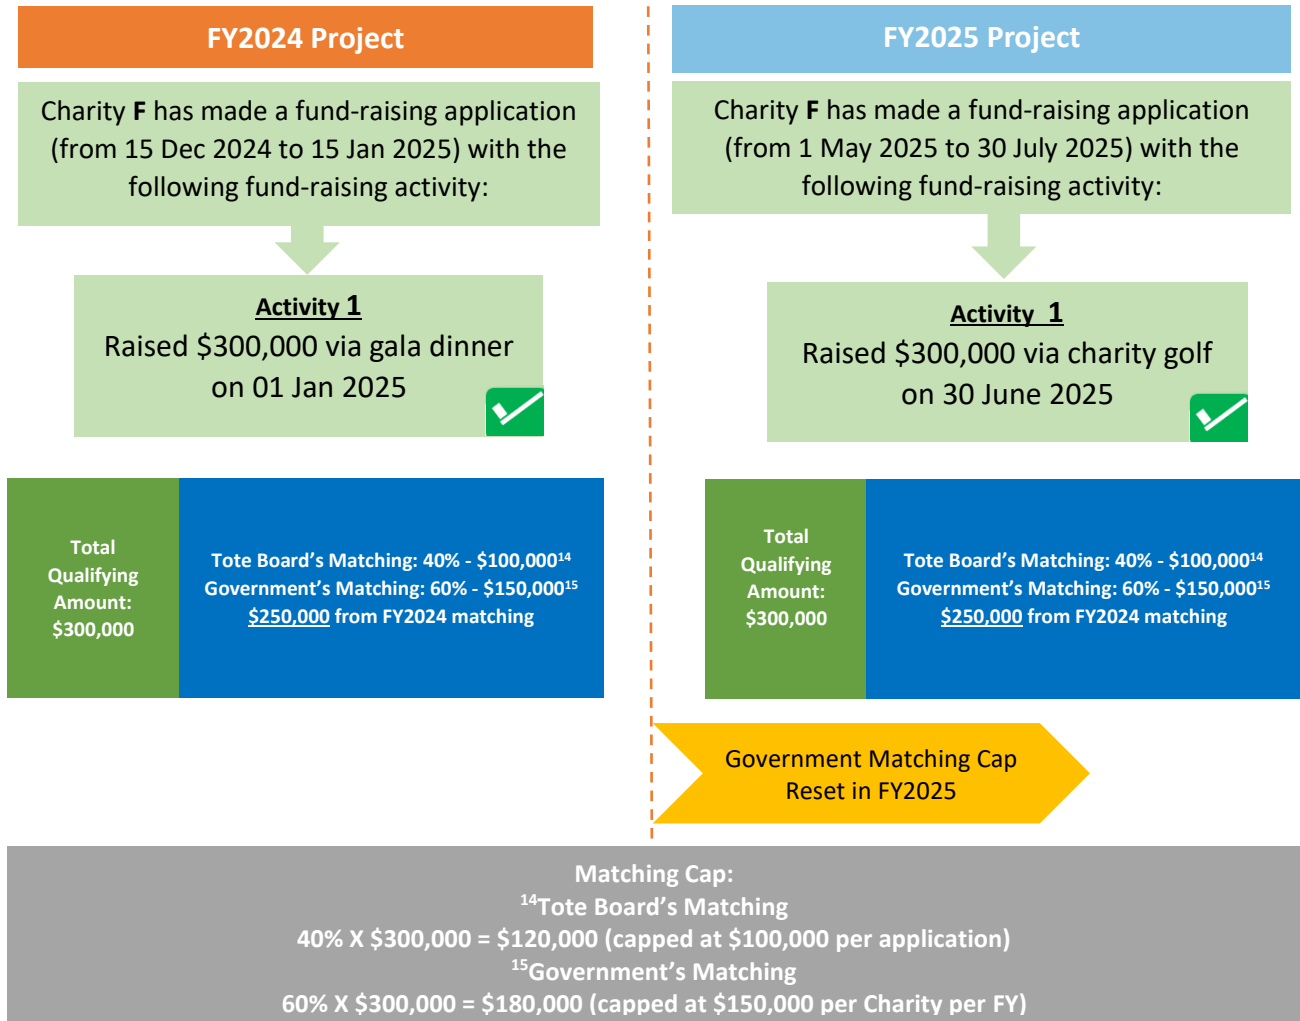 FY2024 Project
Charity F has made a fund-raising application
(from 15 Dec 2024 to 15 Jan 2025) with the
following fund-raising activity:
Activity 1
Raised $300,000 via gala dinner
on 01 Jan 2025
Total
Qualifying
Amount:
$300,000
Tote Board’s Matching: 40% - $100,000¹⁴
Government’s Matching: 60% - $150,000¹⁵
$250,000 from FY2024 matching
FY2025 Project
Charity F has made a fund-raising application
(from 1 May 2025 to 30 July 2025) with the
following fund-raising activity:
Activity 1
Raised $300,000 via charity golf
on 30 June 2025
Total
Qualifying
Amount:
$300,000
Tote Board’s Matching: 40% - $100,000¹⁴
Government’s Matching: 60% - $150,000¹⁵
$250,000 from FY2024 matching
Government Matching Cap
Reset in FY2025
Matching Cap:
¹⁴Tote Board’s Matching
40% X $300,000 = $120,000 (capped at $100,000 per application)
¹⁵Government’s Matching
60% X $300,000 = $180,000 (capped at $150,000 per Charity per FY)